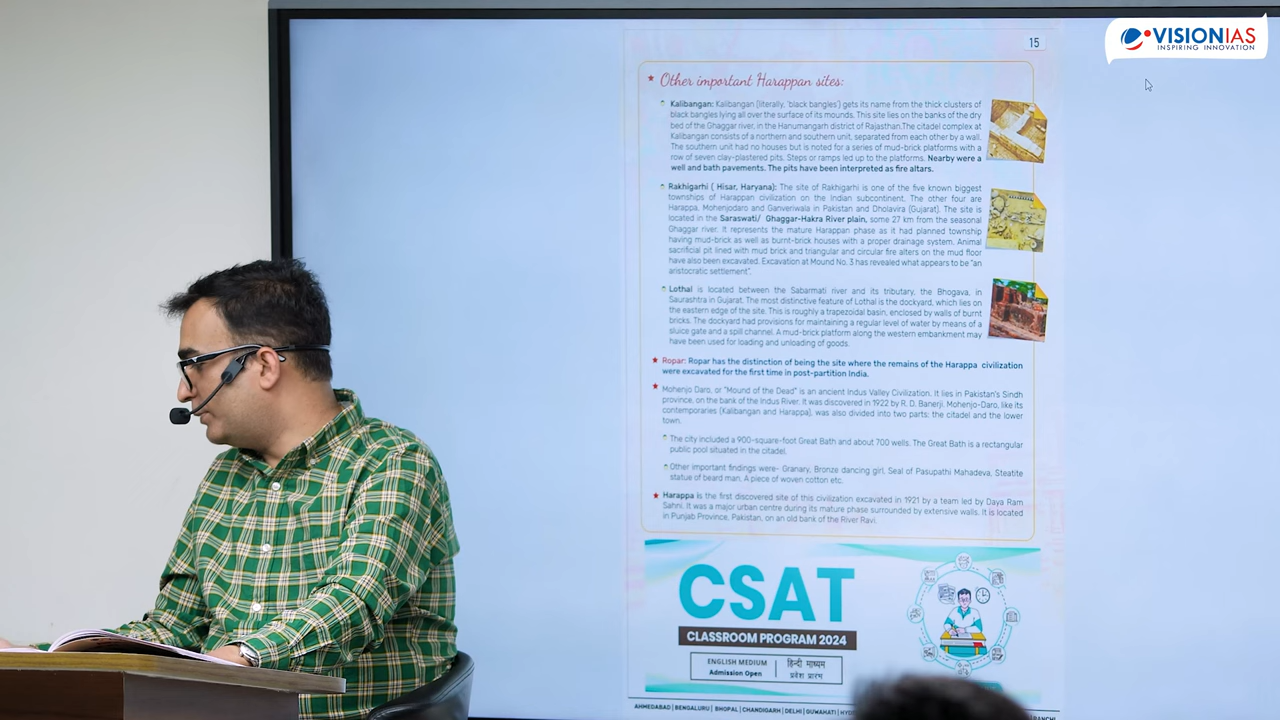 VISIONIAS
INSPIRING INNOVATION
15
Other important Harappan sites:
Kalibangan: Kalibangan (literally, 'black bangles') gets its name from the thick clusters of
black bangles lying all over the surface of its mounds. This site lies on the banks of the dry
bed of the Ghaggar river, in the Hanumangarh district of Rajasthan.The citadel complex at
Kalibangan consists of a northern and southern unit, separated from each other by a wall.
The southern unit had no houses but is noted for a series of mud-brick platforms with a
row of seven clay-plastered pits. Steps or ramps led up to the platforms. Nearby were a
well and bath pavements. The pits have been interpreted as fire altars.
Rakhigarhi ( Hisar, Haryana): The site of Rakhigarhi is one of the five known biggest
townships of Harappan civilization on the Indian subcontinent. The other four are
Harappa, Mohenjodaro and Ganveriwala in Pakistan and Dholavira (Gujarat). The site is
located in the Saraswati/ Ghaggar-Hakra River plain, some 27 km from the seasonal
Ghaggar river. It represents the mature Harappan phase as it had planned township
having mud-brick as well as burnt-brick houses with a proper drainage system. Animal
sacrificial pit lined with mud brick and triangular and circular fire alters on the mud floor
have also been excavated. Excavation at Mound No. 3 has revealed what appears to be "an
aristocratic settlement".
Lothal is located between the Sabarmati river and its tributary, the Bhogava, in
Saurashtra in Gujarat. The most distinctive feature of Lothal is the dockyard, which lies on
the eastern edge of the site. This is roughly a trapezoidal basin, enclosed by walls of burnt
bricks. The dockyard had provisions for maintaining a regular level of water by means of a
sluice gate and a spill channel. A mud-brick platform along the western embankment may
have been used for loading and unloading of goods.
Ropar: Ropar has the distinction of being the site where the remains of the Harappa civilization
were excavated for the first time in post-partition India.
Mohenjo Daro, or "Mound of the Dead" is an ancient Indus Valley Civilization. It lies in Pakistan's Sindh
province, on the bank of the Indus River. It was discovered in 1922 by R. D. Banerji. Mohenjo-Daro, like its
contemporaries (Kalibangan and Harappa), was also divided into two parts: the citadel and the lower
town.
The city included a 900-square-foot Great Bath and about 700 wells. The Great Bath is a rectangular
public pool situated in the citadel.
Other important findings were- Granary, Bronze dancing girl, Seal of Pasupathi Mahadeva, Steatite
statue of beard man, A piece of woven cotton etc.
Harappa is the first discovered site of this civilization excavated in 1921 by a team led by Daya Ram
Sahni. It was a major urban centre during its mature phase surrounded by extensive walls. It is located
in Punjab Province, Pakistan, on an old bank of the River Ravi.
CSAT
CLASSROOM PROGRAM 2024
ENGLISH MEDIUM
Admission Open
हिन्दी माध्यम
प्रवेश प्रारंभ
AHMEDABAD | BENGALURU | BHOPAL | CHANDIGARH | DELHI | GUWAHATI |